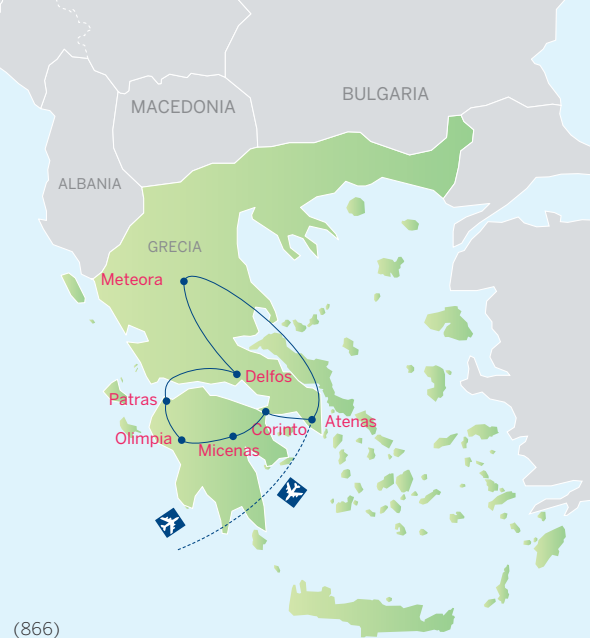 BULGARIA
MACEDONIA
ALBANIA
GRECIA
Meteora
Delfos
Patras
Atenas
Corinto
Olimpia
Micenas
(866)